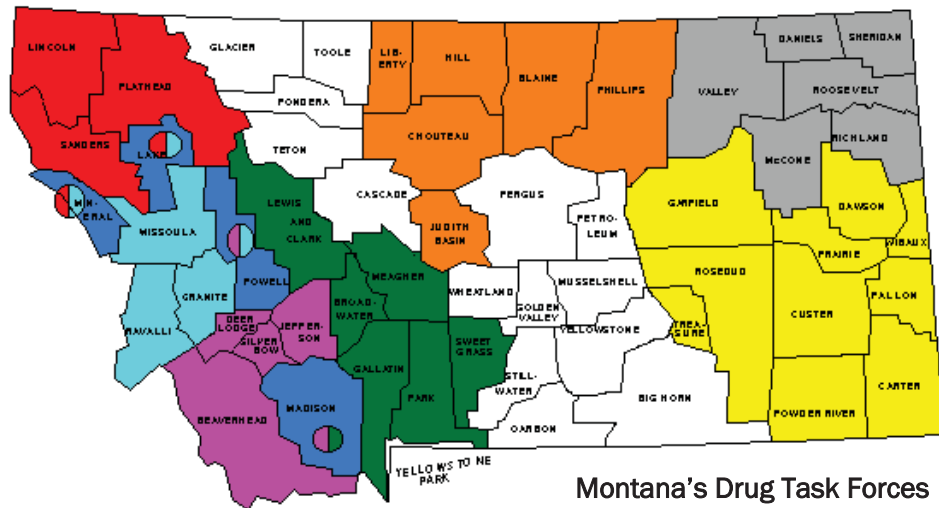 LINCOLN
FLATHEAD
GLACIER
TOOLE
LIB-
ERTY
HILL
BLAINE
PHILLIPS
DANIELS
SHERIDAN
VALLEY
ROOSEVELT
PONDERA
RICHLAND
SANDERS
LAKE
TETON
CHOUTEAU
McCONE
MIN-
ERAL
MISSOULA
LEWIS
AND
CLARK
CASCADE
FERGUS
PETRO-
LEUM
GARFIELD
DAWSON
JUDITH
BASIN
WIBAUX
PRAIRIE
POWELL
MEAGHER
ROSEBUD
GRANITE
WHEATLAND
MUSSELSHELL
FALLON
BROAD-
WATER
GOLDEN
VALLEY
CUSTER
RAVALLI
DEER
LODGE
JEFFER-
SON
YELLOWSTONE
TREA-
SURE
SILVER
BOW
SWEET
GRASS
GALLATIN
STILL-
WATER
CARTER
PARK
BIG HORN
MADISON
BEAVERHEAD
POWDER RIVER
CARBON
YELLOWSTONE
PARK
Montana's Drug Task Forces